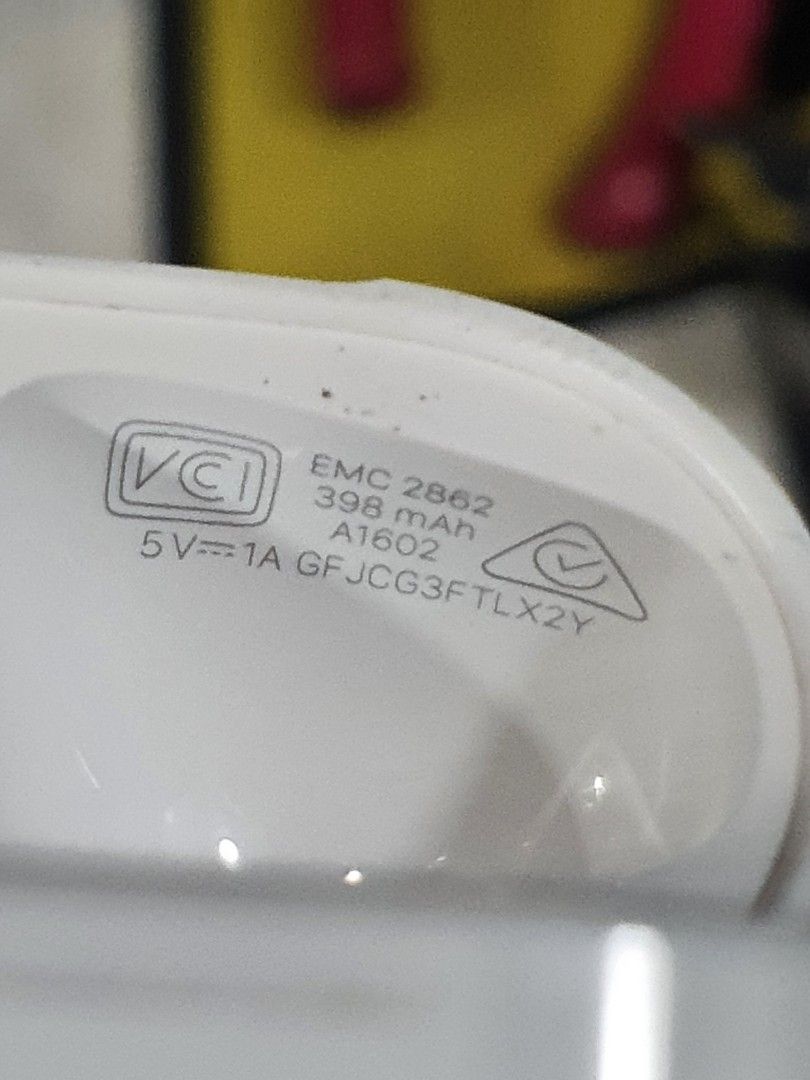 VCI
EMC 2862
398 mAh
A1602
5V⎓1A GFJCG3FTLX2Y